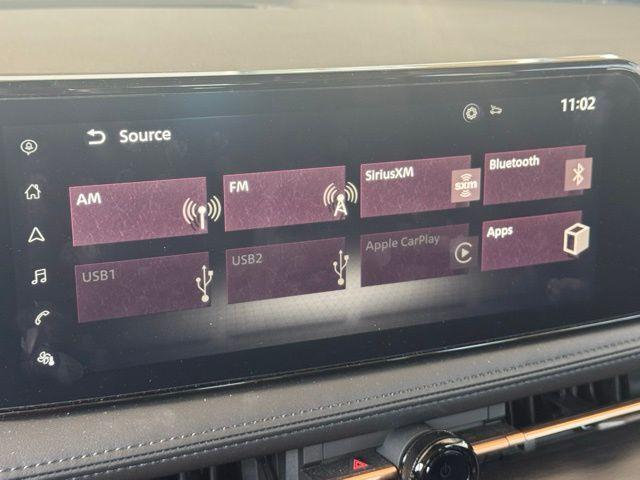 11:02
Source
AM
FM
SiriusXM
sxm
Bluetooth
USB1
USB2
Apple CarPlay
Apps